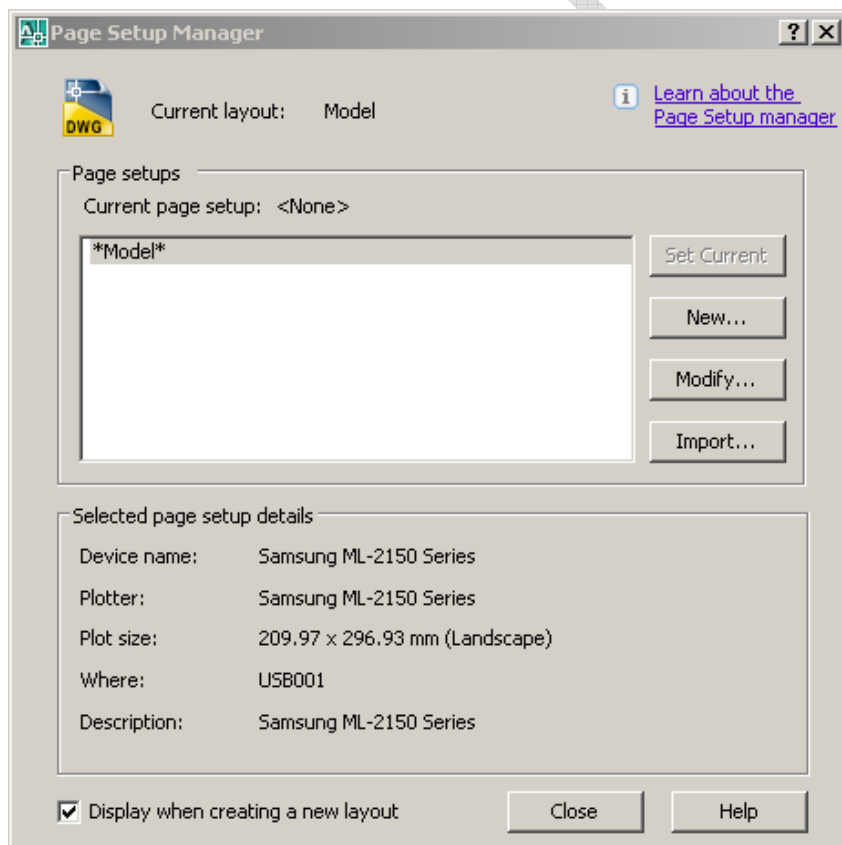 Page Setup Manager
DWG
Current layout: Model
Learn about the
Page Setup manager
Page setups
Current page setup: <None>
*Model*
Set Current
New...
Modify...
Import...
Selected page setup details
Device name: Samsung ML-2150 Series
Plotter: Samsung ML-2150 Series
Plot size: 209.97 x 296.93 mm (Landscape)
Where: USB001
Description: Samsung ML-2150 Series
Display when creating a new layout
Close
Help